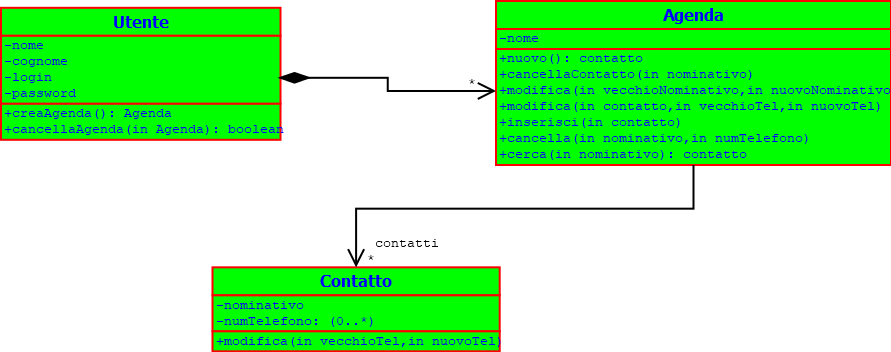 Utente
-nome
-cognome
-login
-password
+creaAgenda(): Agenda
+cancellaAgenda(in Agenda): boolean
*
Agenda
-nome
+nuovo(): contatto
+cancellaContatto(in nominativo)
+modifica(in vecchioNominativo,in nuovoNominativo
+modifica(in contatto,in vecchioTel,in nuovoTel)
+inserisci(in contatto)
+cancella(in nominativo,in numTelefono)
+cerca(in nominativo): contatto
contatti
*
Contatto
-nominativo
-numTelefono: (0..*)
+modifica(in vecchioTel,in nuovoTel)